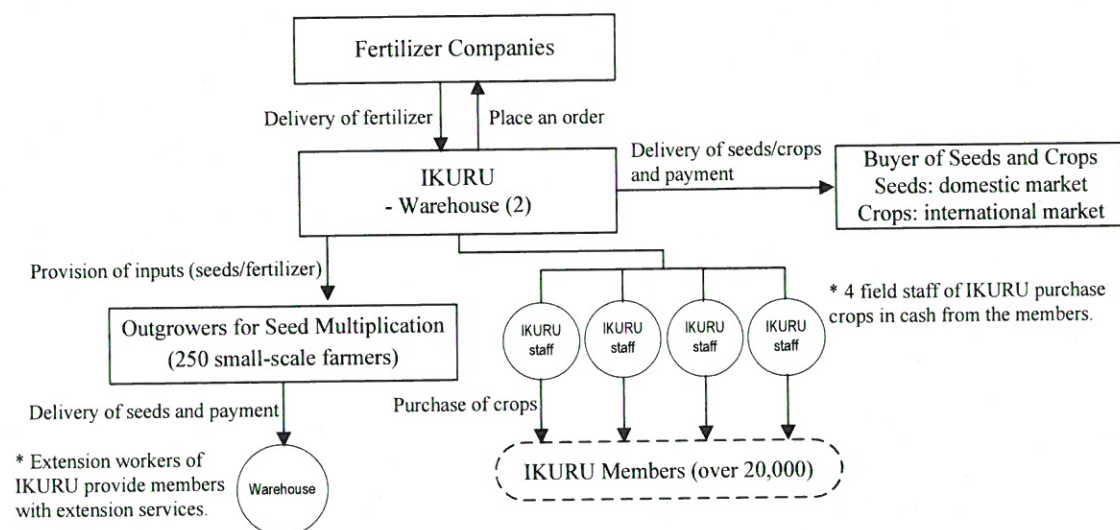 Fertilizer Companies
Delivery of fertilizer
Place an order
IKURU
- Warehouse (2)
Delivery of seeds/crops
and payment
Buyer of Seeds and Crops
Seeds: domestic market
Crops: international market
Provision of inputs (seeds/fertilizer)
Outgrowers for Seed Multiplication
(250 small-scale farmers)
IKURU
staff
IKURU
staff
IKURU
staff
IKURU
staff
* 4 field staff of IKURU purchase
crops in cash from the members.
Delivery of seeds and payment
Purchase of crops
* Extension workers of
IKURU provide members
with extension services.
Warehouse
IKURU Members (over 20,000)